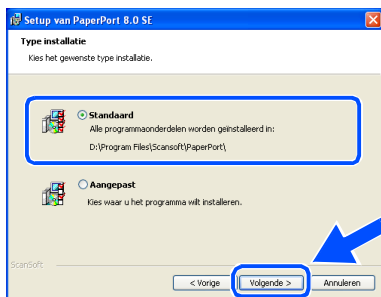 Setup van PaperPort 8.0 SE
Type installatie
Kies het gewenste type installatie.
Standaard
Alle programmaonderdelen worden geïnstalleerd in:
D:\Program Files\Scansoft\PaperPort\
Aangepast
Kies waar u het programma wilt installeren.
ScanSoft
< Vorige
Volgende >
Annuleren